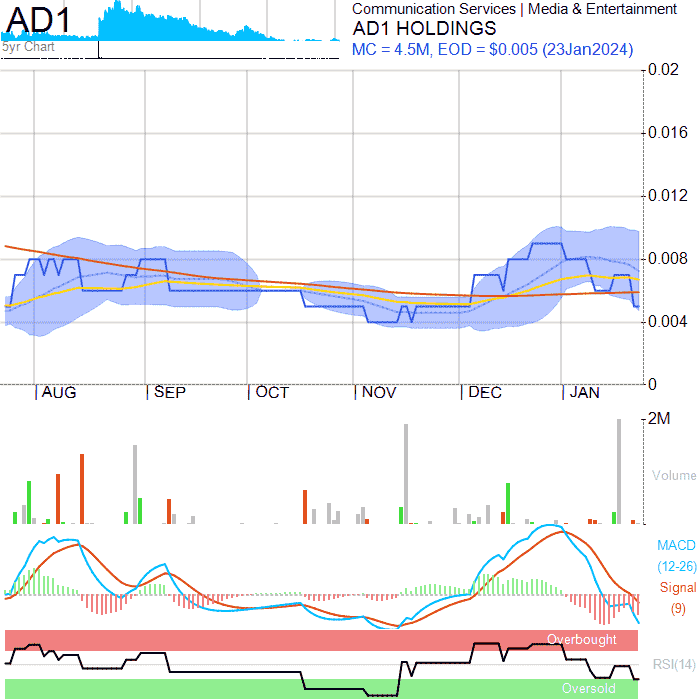 AD1
5yr Chart
Communication Services | Media & Entertainment
AD1 HOLDINGS
MC = 4.5M, EOD = $0.005 (23Jan2024)
0.02
0.016
0.012
0.008
0.004
0
| AUG | SEP | OCT | NOV | DEC | JAN
2M
Volume
MACD
(12-26)
Signal
(9)
Overbought
RSI(14)
Oversold